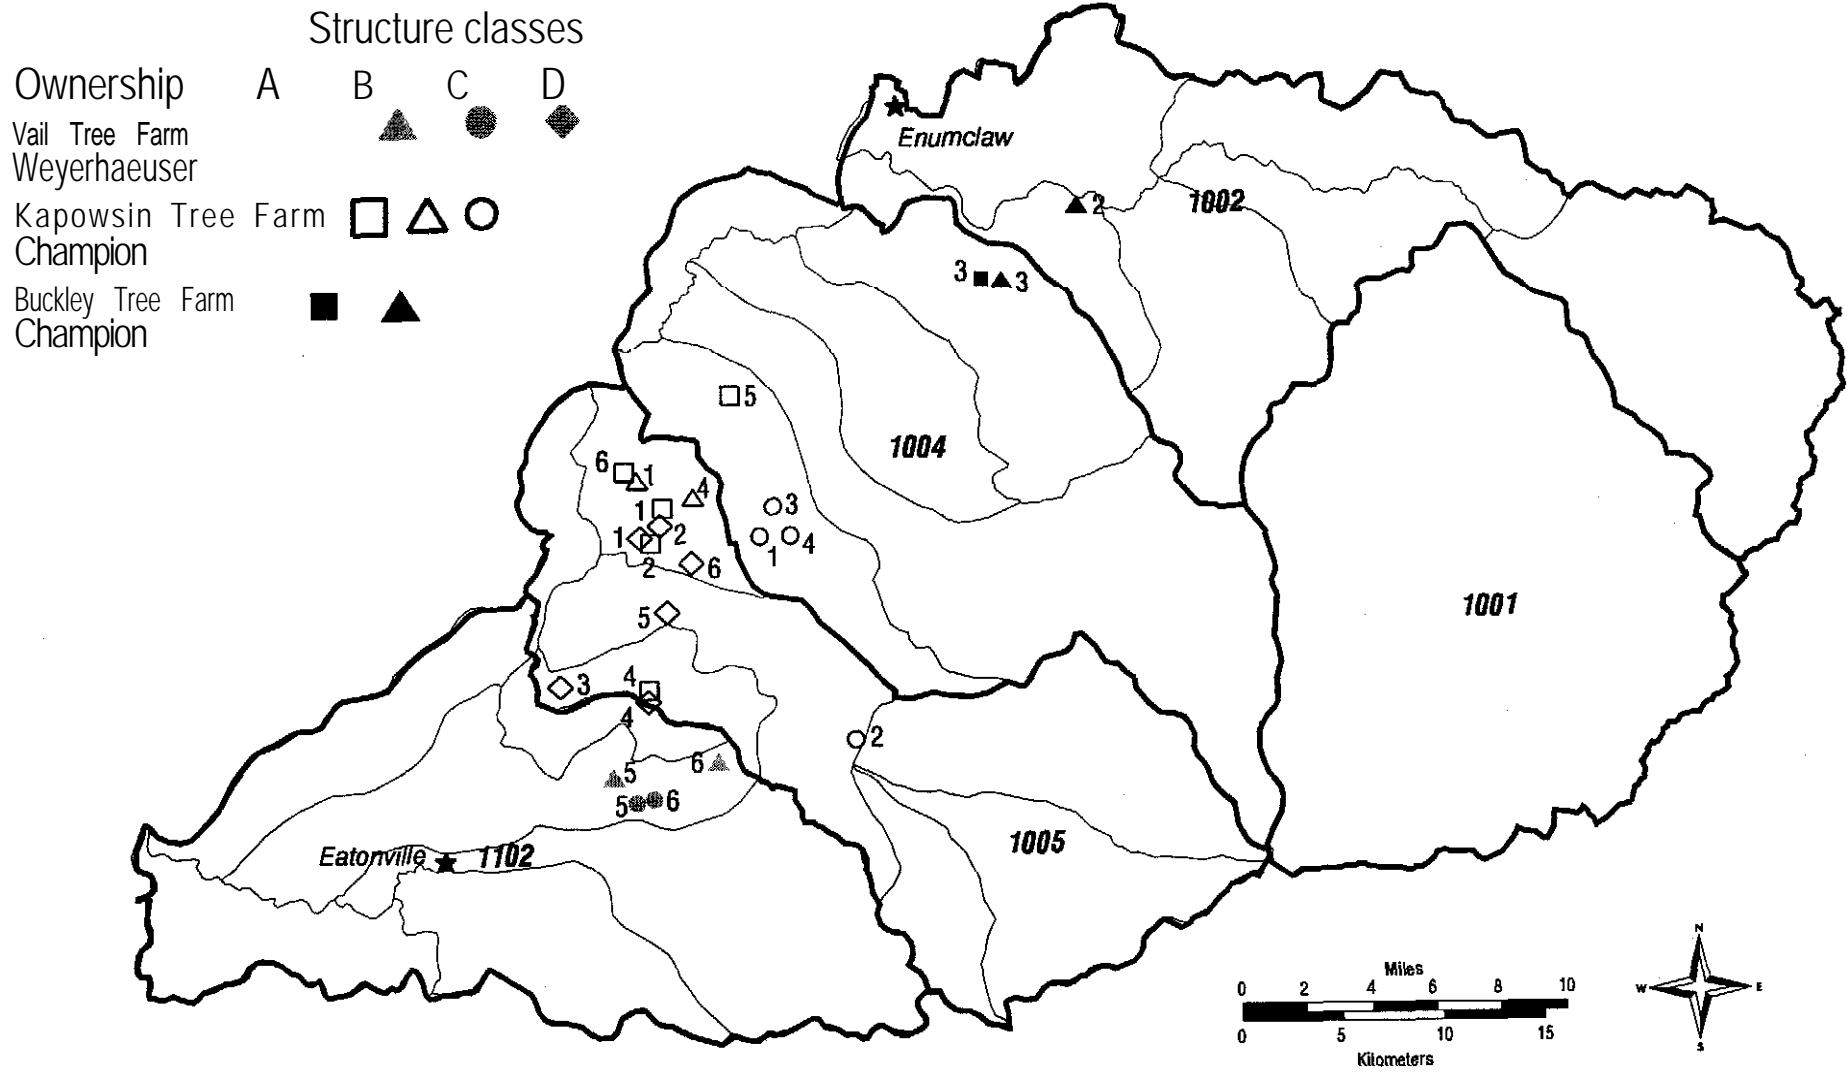 Structure classes
Ownership A B C D
Vail Tree Farm
Weyerhaeuser
Kapowsin Tree Farm
Champion
Buckley Tree Farm
Champion
Enumclaw
2
1002
3 3
5
1004
6 1
4
1
3
1 2
4
1
2
6
1001
5
4
3
4
2
6
5
5 6
1005
Eatonville 1102
N
W E
S
Miles
0 2 4 6 8 10
0 5 10 15
Kilometers